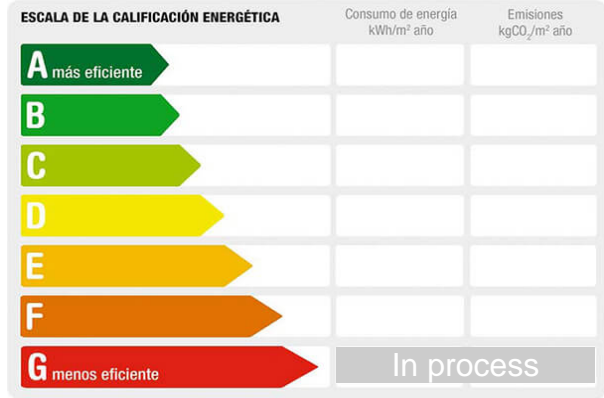 ESCALA DE LA CALIFICACIÓN ENERGÉTICA
Consumo de energía
kWh/m² año
Emisiones
kgCO₂/m² año
A más eficiente
B
C
D
E
F
G menos eficiente
In process